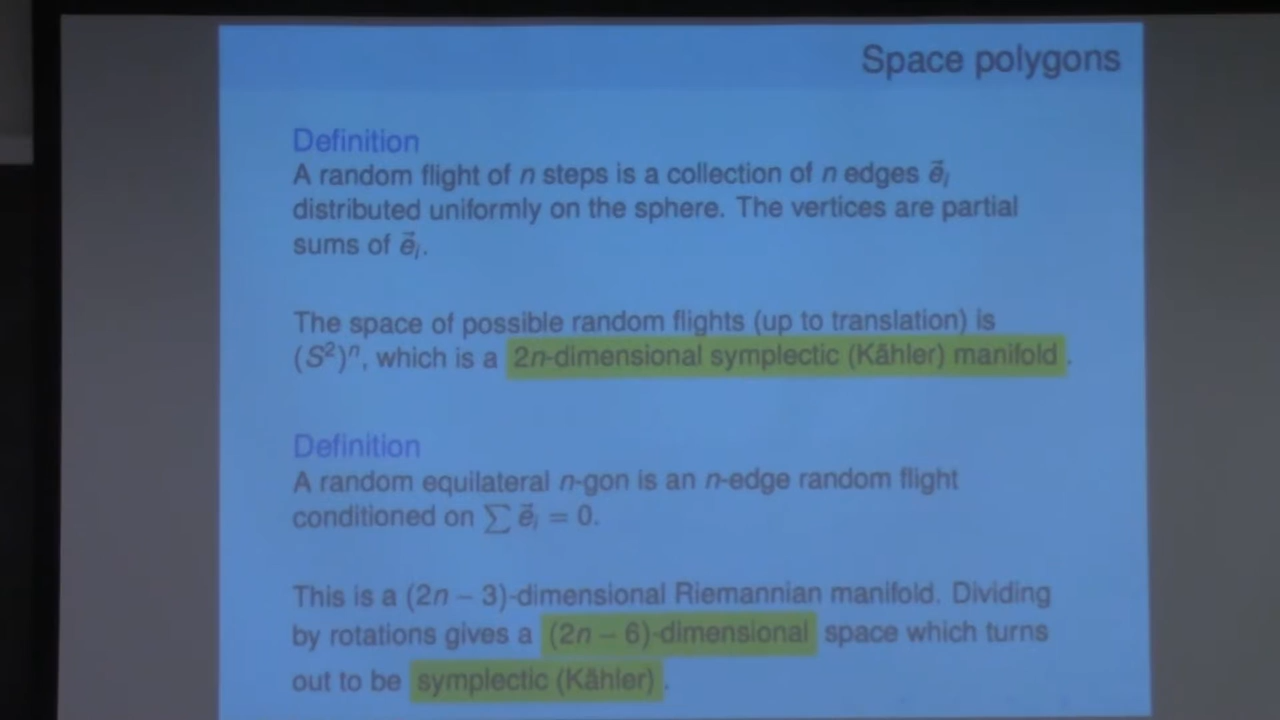 Space polygons
Definition
A random flight of n steps is a collection of n edges e⃗ᵢ
distributed uniformly on the sphere. The vertices are partial
sums of e⃗ᵢ.
The space of possible random flights (up to translation) is
(S²)ⁿ, which is a 2n-dimensional symplectic (Kähler) manifold.
Definition
A random equilateral n-gon is an n-edge random flight
conditioned on ∑ e⃗ᵢ = 0.
This is a (2n − 3)-dimensional Riemannian manifold. Dividing
by rotations gives a (2n − 6)-dimensional space which turns
out to be symplectic (Kähler).